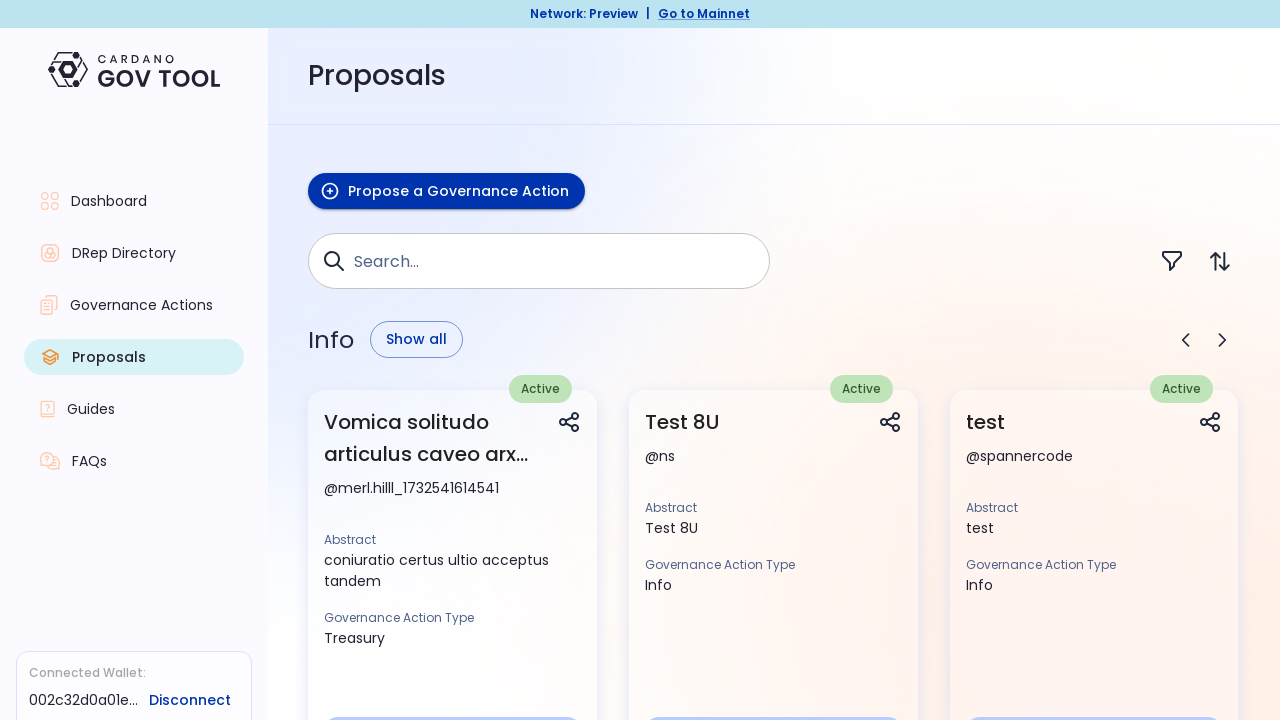 Network: Preview | Go to Mainnet
CARDANO
GOV TOOL
Proposals
Dashboard
DRep Directory
Governance Actions
Proposals
Guides
FAQs
Connected Wallet:
002c32d0a01e... Disconnect
Propose a Governance Action
Search...
Info Show all
Active
Vomica solitudo
articulus caveo arx...
@merl.hilll_1732541614541
Abstract
coniuratio certus ultio acceptus
tandem
Governance Action Type
Treasury
Active
Test 8U
@ns
Abstract
Test 8U
Governance Action Type
Info
Active
test
@spannercode
Abstract
test
Governance Action Type
Info